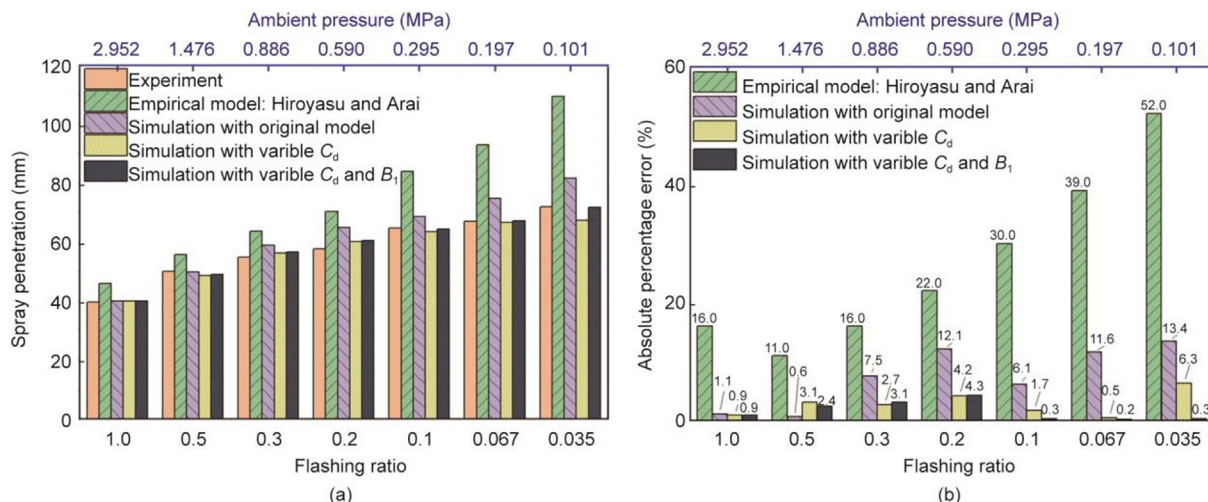 Ambient pressure (MPa)
2.952 1.476 0.886 0.590 0.295 0.197 0.101
120
100
80
60
40
20
0
Spray penetration (mm)
Experiment
Empirical model: Hiroyasu and Arai
Simulation with original model
Simulation with varible Cd
Simulation with varible Cd and B1
1.0 0.5 0.3 0.2 0.1 0.067 0.035
Flashing ratio
(a)
Ambient pressure (MPa)
2.952 1.476 0.886 0.590 0.295 0.197 0.101
60
40
20
0
Absolute percentage error (%)
Empirical model: Hiroyasu and Arai
Simulation with original model
Simulation with varible Cd
Simulation with varible Cd and B1
16.0 1.1 0.9 0.9
11.0 0.6 3.1 2.4
16.0 7.5 2.7 3.1
22.0 12.1 4.2 4.3
30.0 6.1 1.7 0.3
39.0 11.6 0.5 0.2
52.0 13.4 6.3 0.3
1.0 0.5 0.3 0.2 0.1 0.067 0.035
Flashing ratio
(b)